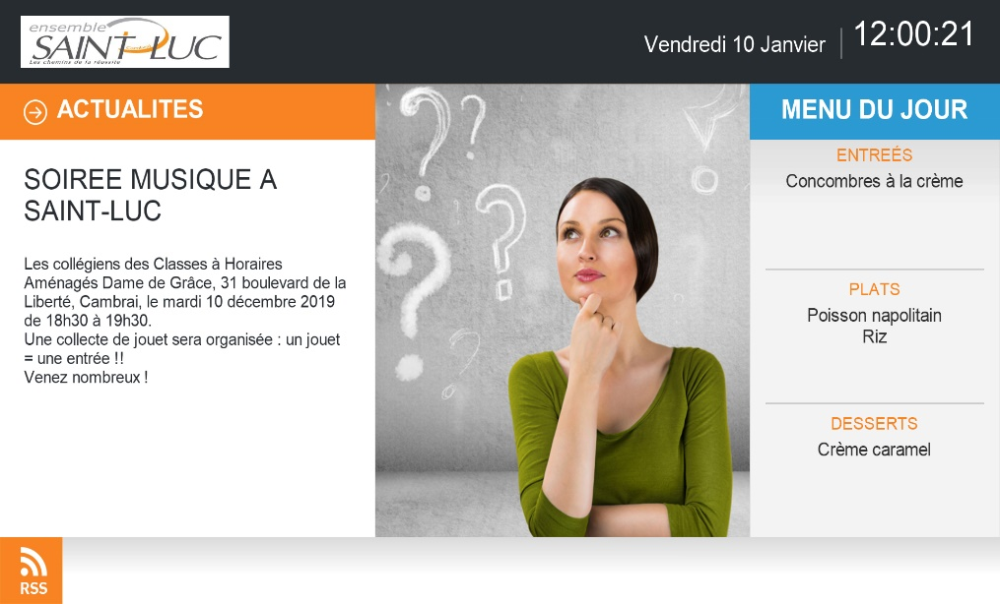 ensemble
SAINT-LUC
Les chemins de la réussite
Vendredi 10 Janvier
12:00:21
ACTUALITES
SOIREE MUSIQUE A
SAINT-LUC
Les collégiens des Classes à Horaires
Aménagés Dame de Grâce, 31 boulevard de la
Liberté, Cambrai, le mardi 10 décembre 2019
de 18h30 à 19h30.
Une collecte de jouet sera organisée : un jouet
= une entrée !!
Venez nombreux !
MENU DU JOUR
ENTREÉS
Concombres à la crème
PLATS
Poisson napolitain
Riz
DESSERTS
Crème caramel
RSS